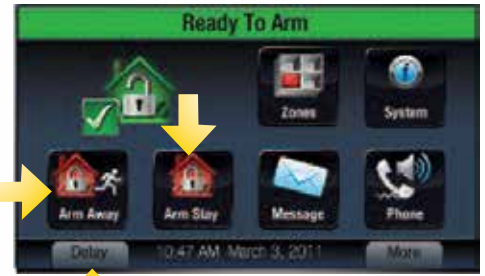 Ready To Arm
Zones
System
Arm Away
Arm Stay
Message
Phone
Delay
10:47 AM March 3, 2011
More